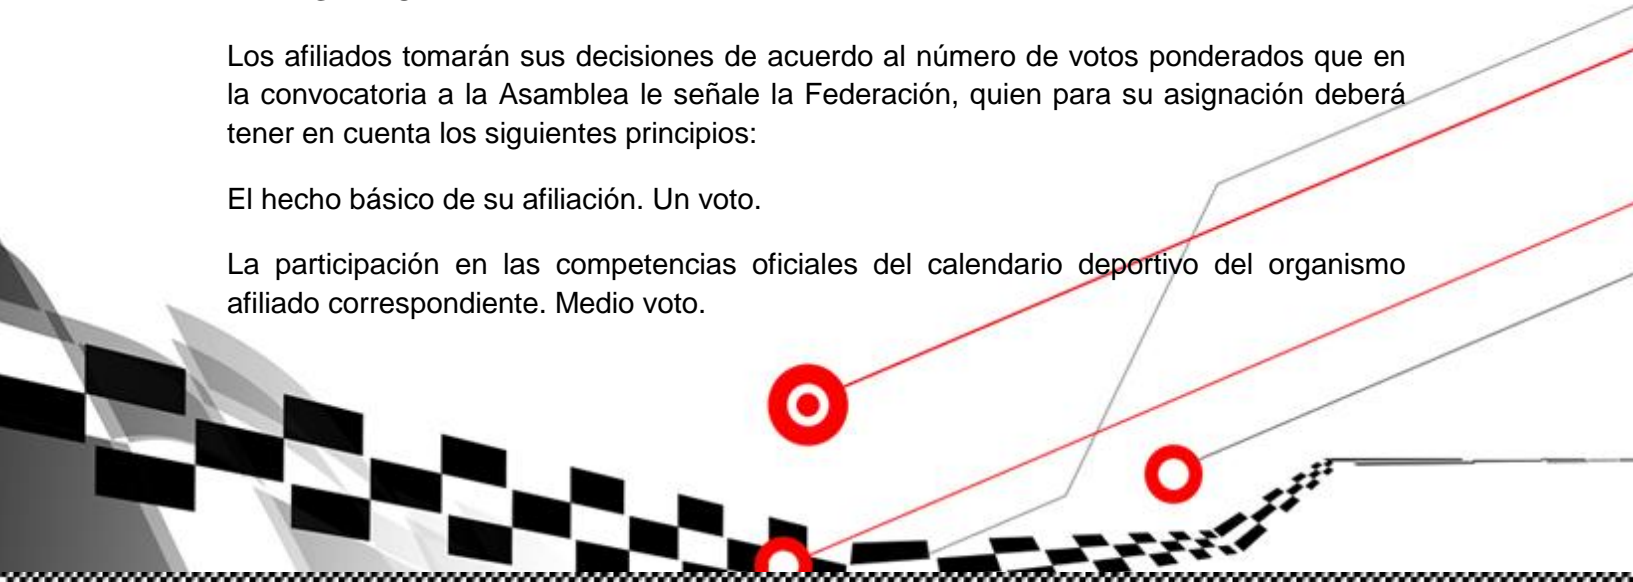 Los afiliados tomarán sus decisiones de acuerdo al número de votos ponderados que en
la convocatoria a la Asamblea le señale la Federación, quien para su asignación deberá
tener en cuenta los siguientes principios:
El hecho básico de su afiliación. Un voto.
La participación en las competencias oficiales del calendario deportivo del organismo
afiliado correspondiente. Medio voto.